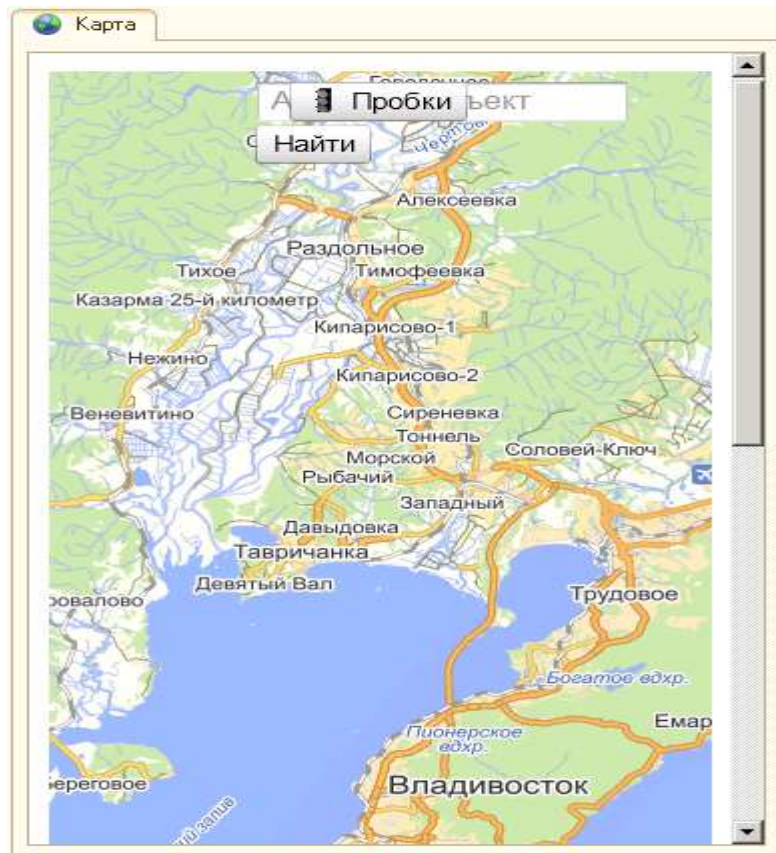 Карта
Пробки
Найти
Алексеевка
Раздольное
Тихое
Тимофеевка
Казарма 25-й километр
Кипарисово-1
Нежино
Кипарисово-2
Веневитино
Сиреневка
Тоннель
Соловей-Ключ
Морской
Рыбачий
Западный
Давыдовка
Тавричанка
Девятый Вал
Трудовое
Богатое вдхр.
Пионерское
вдхр.
Владивосток